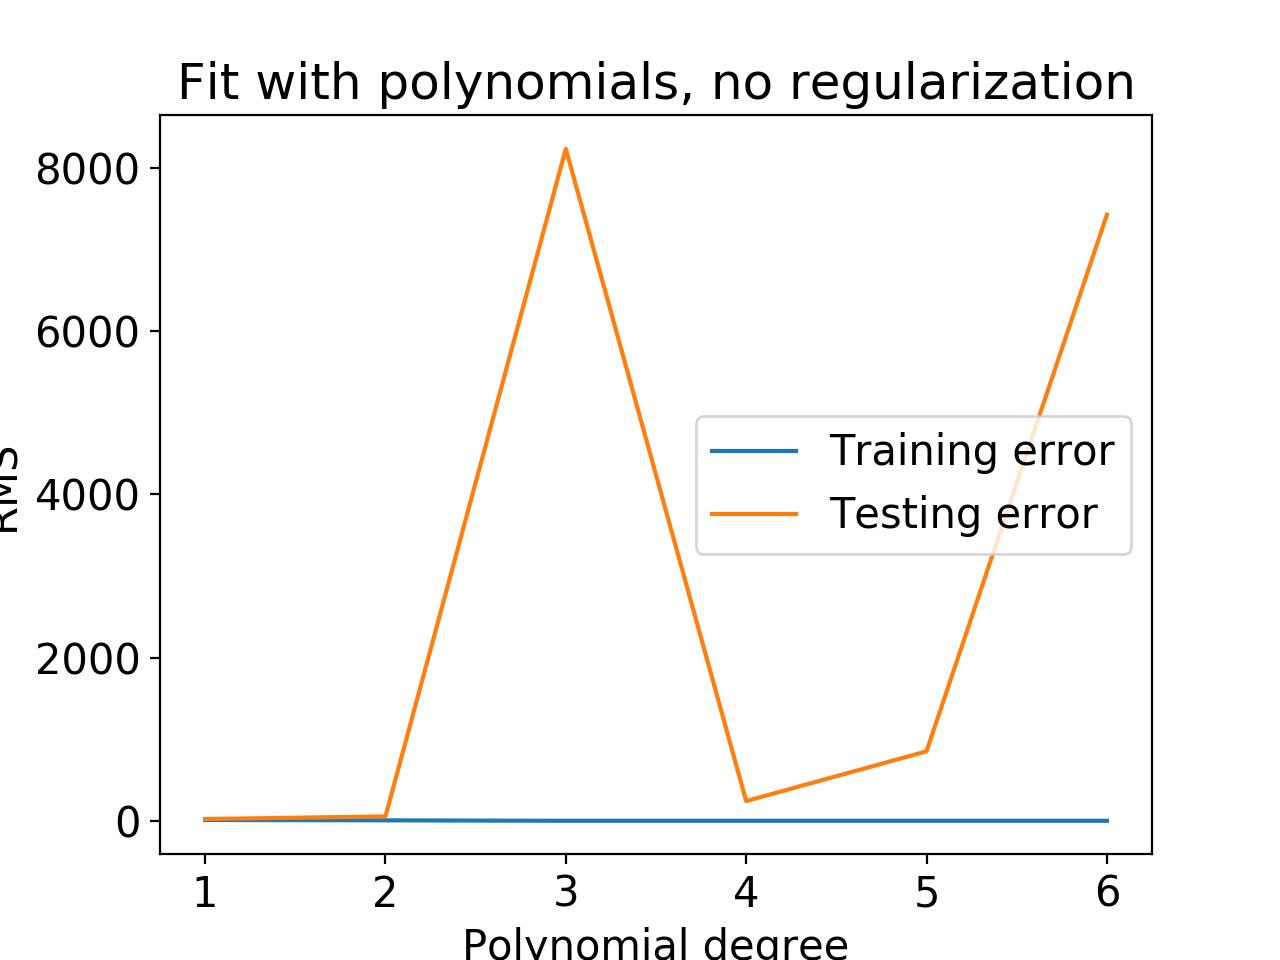 Fit with polynomials, no regularization
8000
6000
4000
2000
0
RMS
Training error
Testing error
1 2 3 4 5 6
Polynomial degree